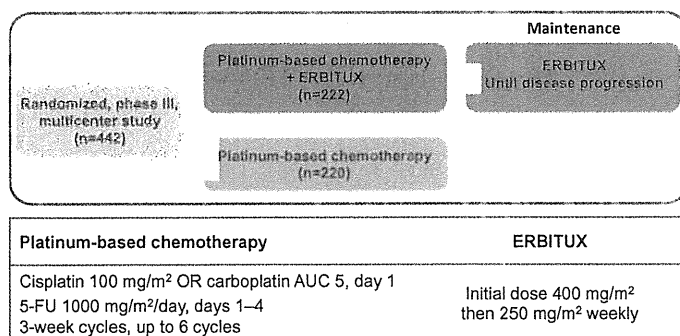 Maintenance
Platinum-based chemotherapy
+ ERBITUX
(n=222)
ERBITUX
Until disease progression
Randomized, phase III,
multicenter study
(n=442)
Platinum-based chemotherapy
(n=220)
Platinum-based chemotherapy
ERBITUX
Cisplatin 100 mg/m² OR carboplatin AUC 5, day 1
5-FU 1000 mg/m²/day, days 1–4
3-week cycles, up to 6 cycles
Initial dose 400 mg/m²
then 250 mg/m² weekly